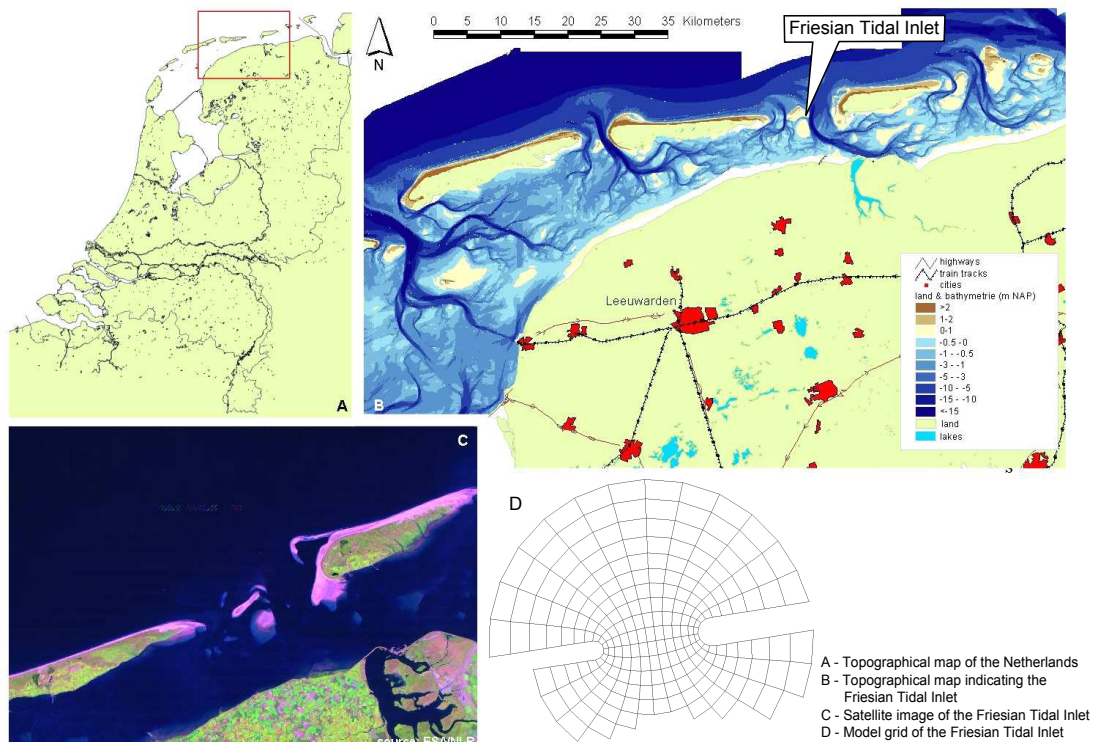 0 5 10 15 20 25 30 35 Kilometers
Friesian Tidal Inlet
N
Leeuwarden
highways
train tracks
cities
land & bathymetrie (m NAP)
>2
1-2
0-1
-0.5 -0
-1 - -0.5
-3 - -1
-5 - -3
-10 - -5
-15 - -10
<-15
land
lakes
A
B
C
source: ESA/NLR
D
A - Topographical map of the Netherlands
B - Topographical map indicating the
Friesian Tidal Inlet
C - Satellite image of the Friesian Tidal Inlet
D - Model grid of the Friesian Tidal Inlet